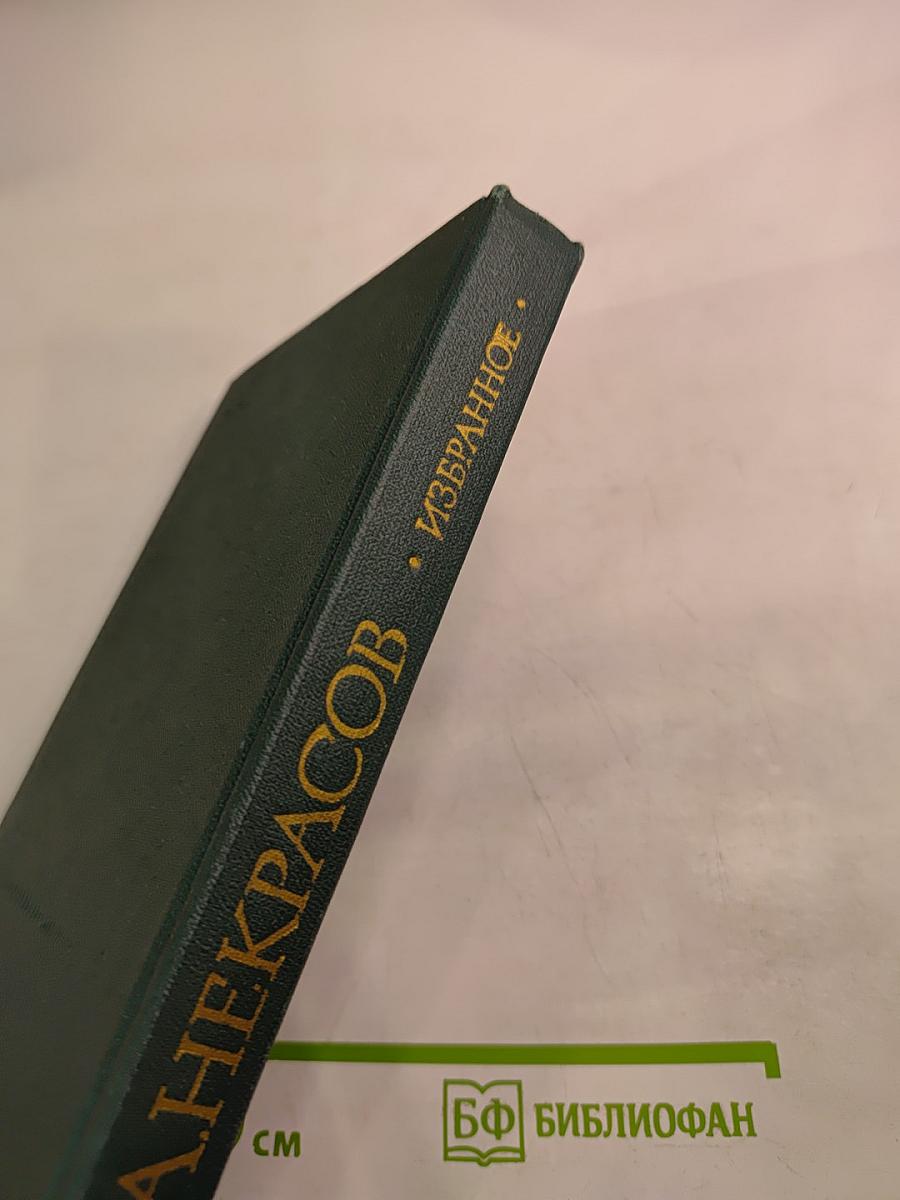 А.НЕКРАСОВ • ИЗБРАННОЕ •
см
БФ БИБЛИОФАН